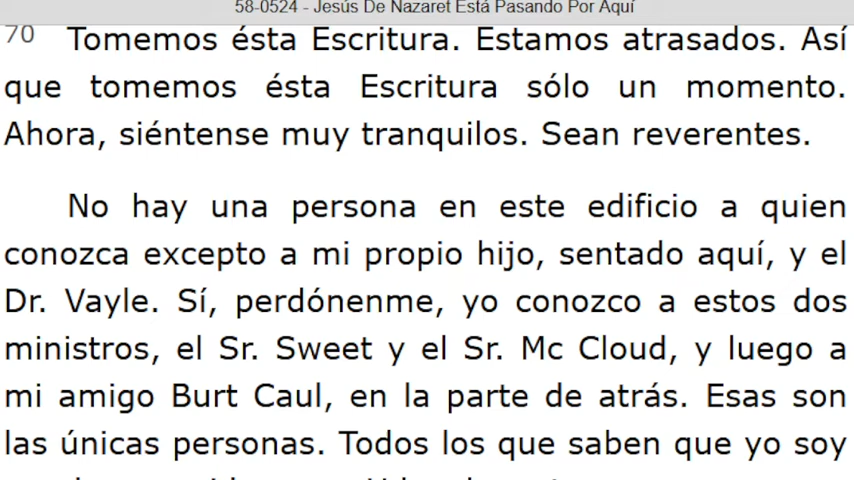 58-0524 - Jesús De Nazaret Está Pasando Por Aquí
70 Tomemos ésta Escritura. Estamos atrasados. Así
que tomemos ésta Escritura sólo un momento.
Ahora, siéntense muy tranquilos. Sean reverentes.
No hay una persona en este edificio a quien
conozca excepto a mi propio hijo, sentado aquí, y el
Dr. Vayle. Sí, perdónenme, yo conozco a estos dos
ministros, el Sr. Sweet y el Sr. Mc Cloud, y luego a
mi amigo Burt Caul, en la parte de atrás. Esas son
las únicas personas. Todos los que saben que yo soy